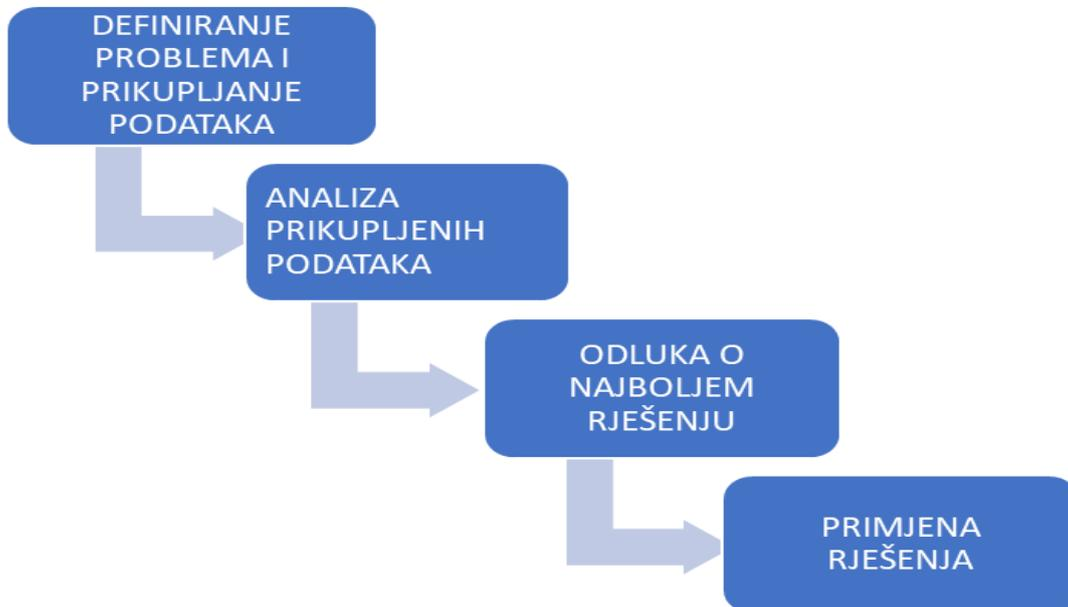 DEFINIRANJE
PROBLEMA I
PRIKUPLJANJE
PODATAKA
ANALIZA
PRIKUPLJENIH
PODATAKA
ODLUKA O
NAJBOLJEM
RJEŠENJU
PRIMJENA
RJEŠENJA